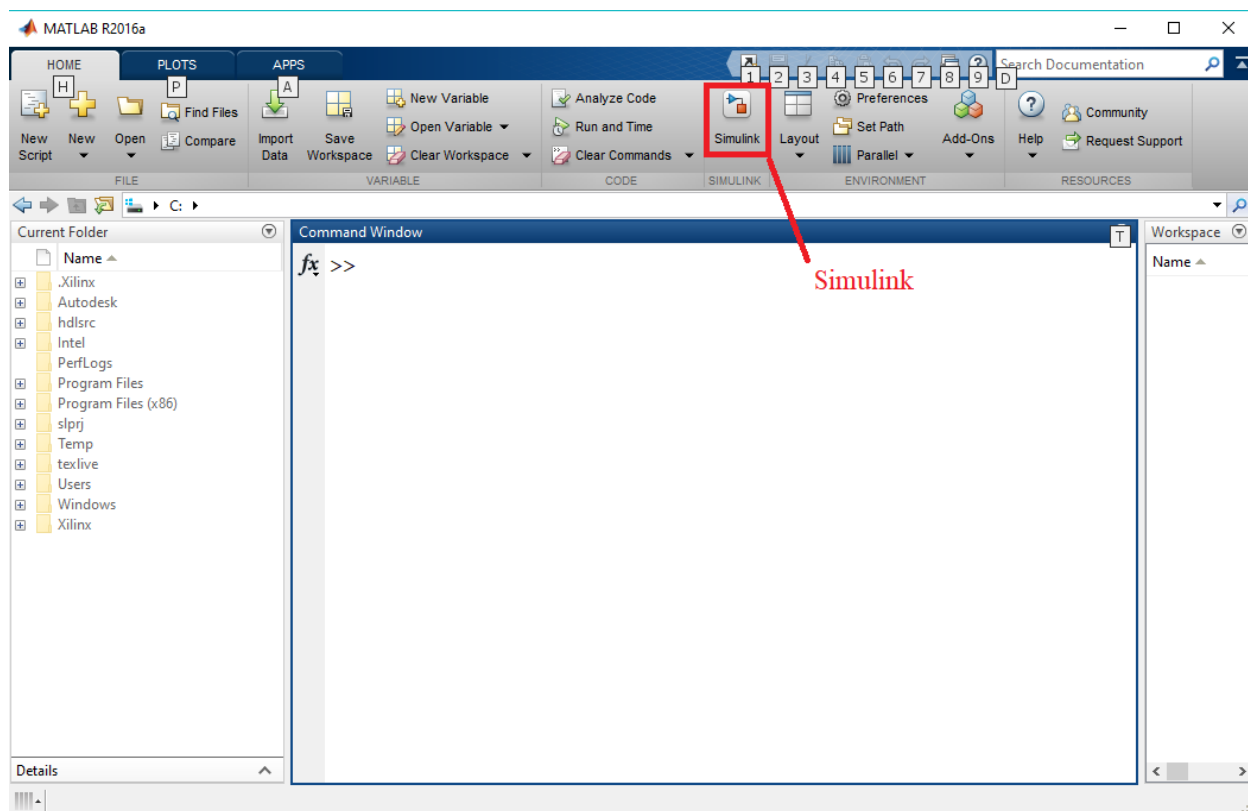 MATLAB R2016a
HOME PLOTS APPS
Search Documentation
H P A 1 2 3 4 5 6 7 8 9 D
New Script
New
Open
Find Files
Compare
FILE
Import Data
Save Workspace
New Variable
Open Variable
Clear Workspace
VARIABLE
Analyze Code
Run and Time
Clear Commands
CODE
Simulink
SIMULINK
Layout
Preferences
Set Path
Parallel
Add-Ons
ENVIRONMENT
Help
Community
Request Support
RESOURCES
C:
Current Folder
Name
.Xilinx
Autodesk
hdlsrc
Intel
PerfLogs
Program Files
Program Files (x86)
slprj
Temp
texlive
Users
Windows
Xilinx
Details
Command Window
T
fx >>
Simulink
Workspace
Name